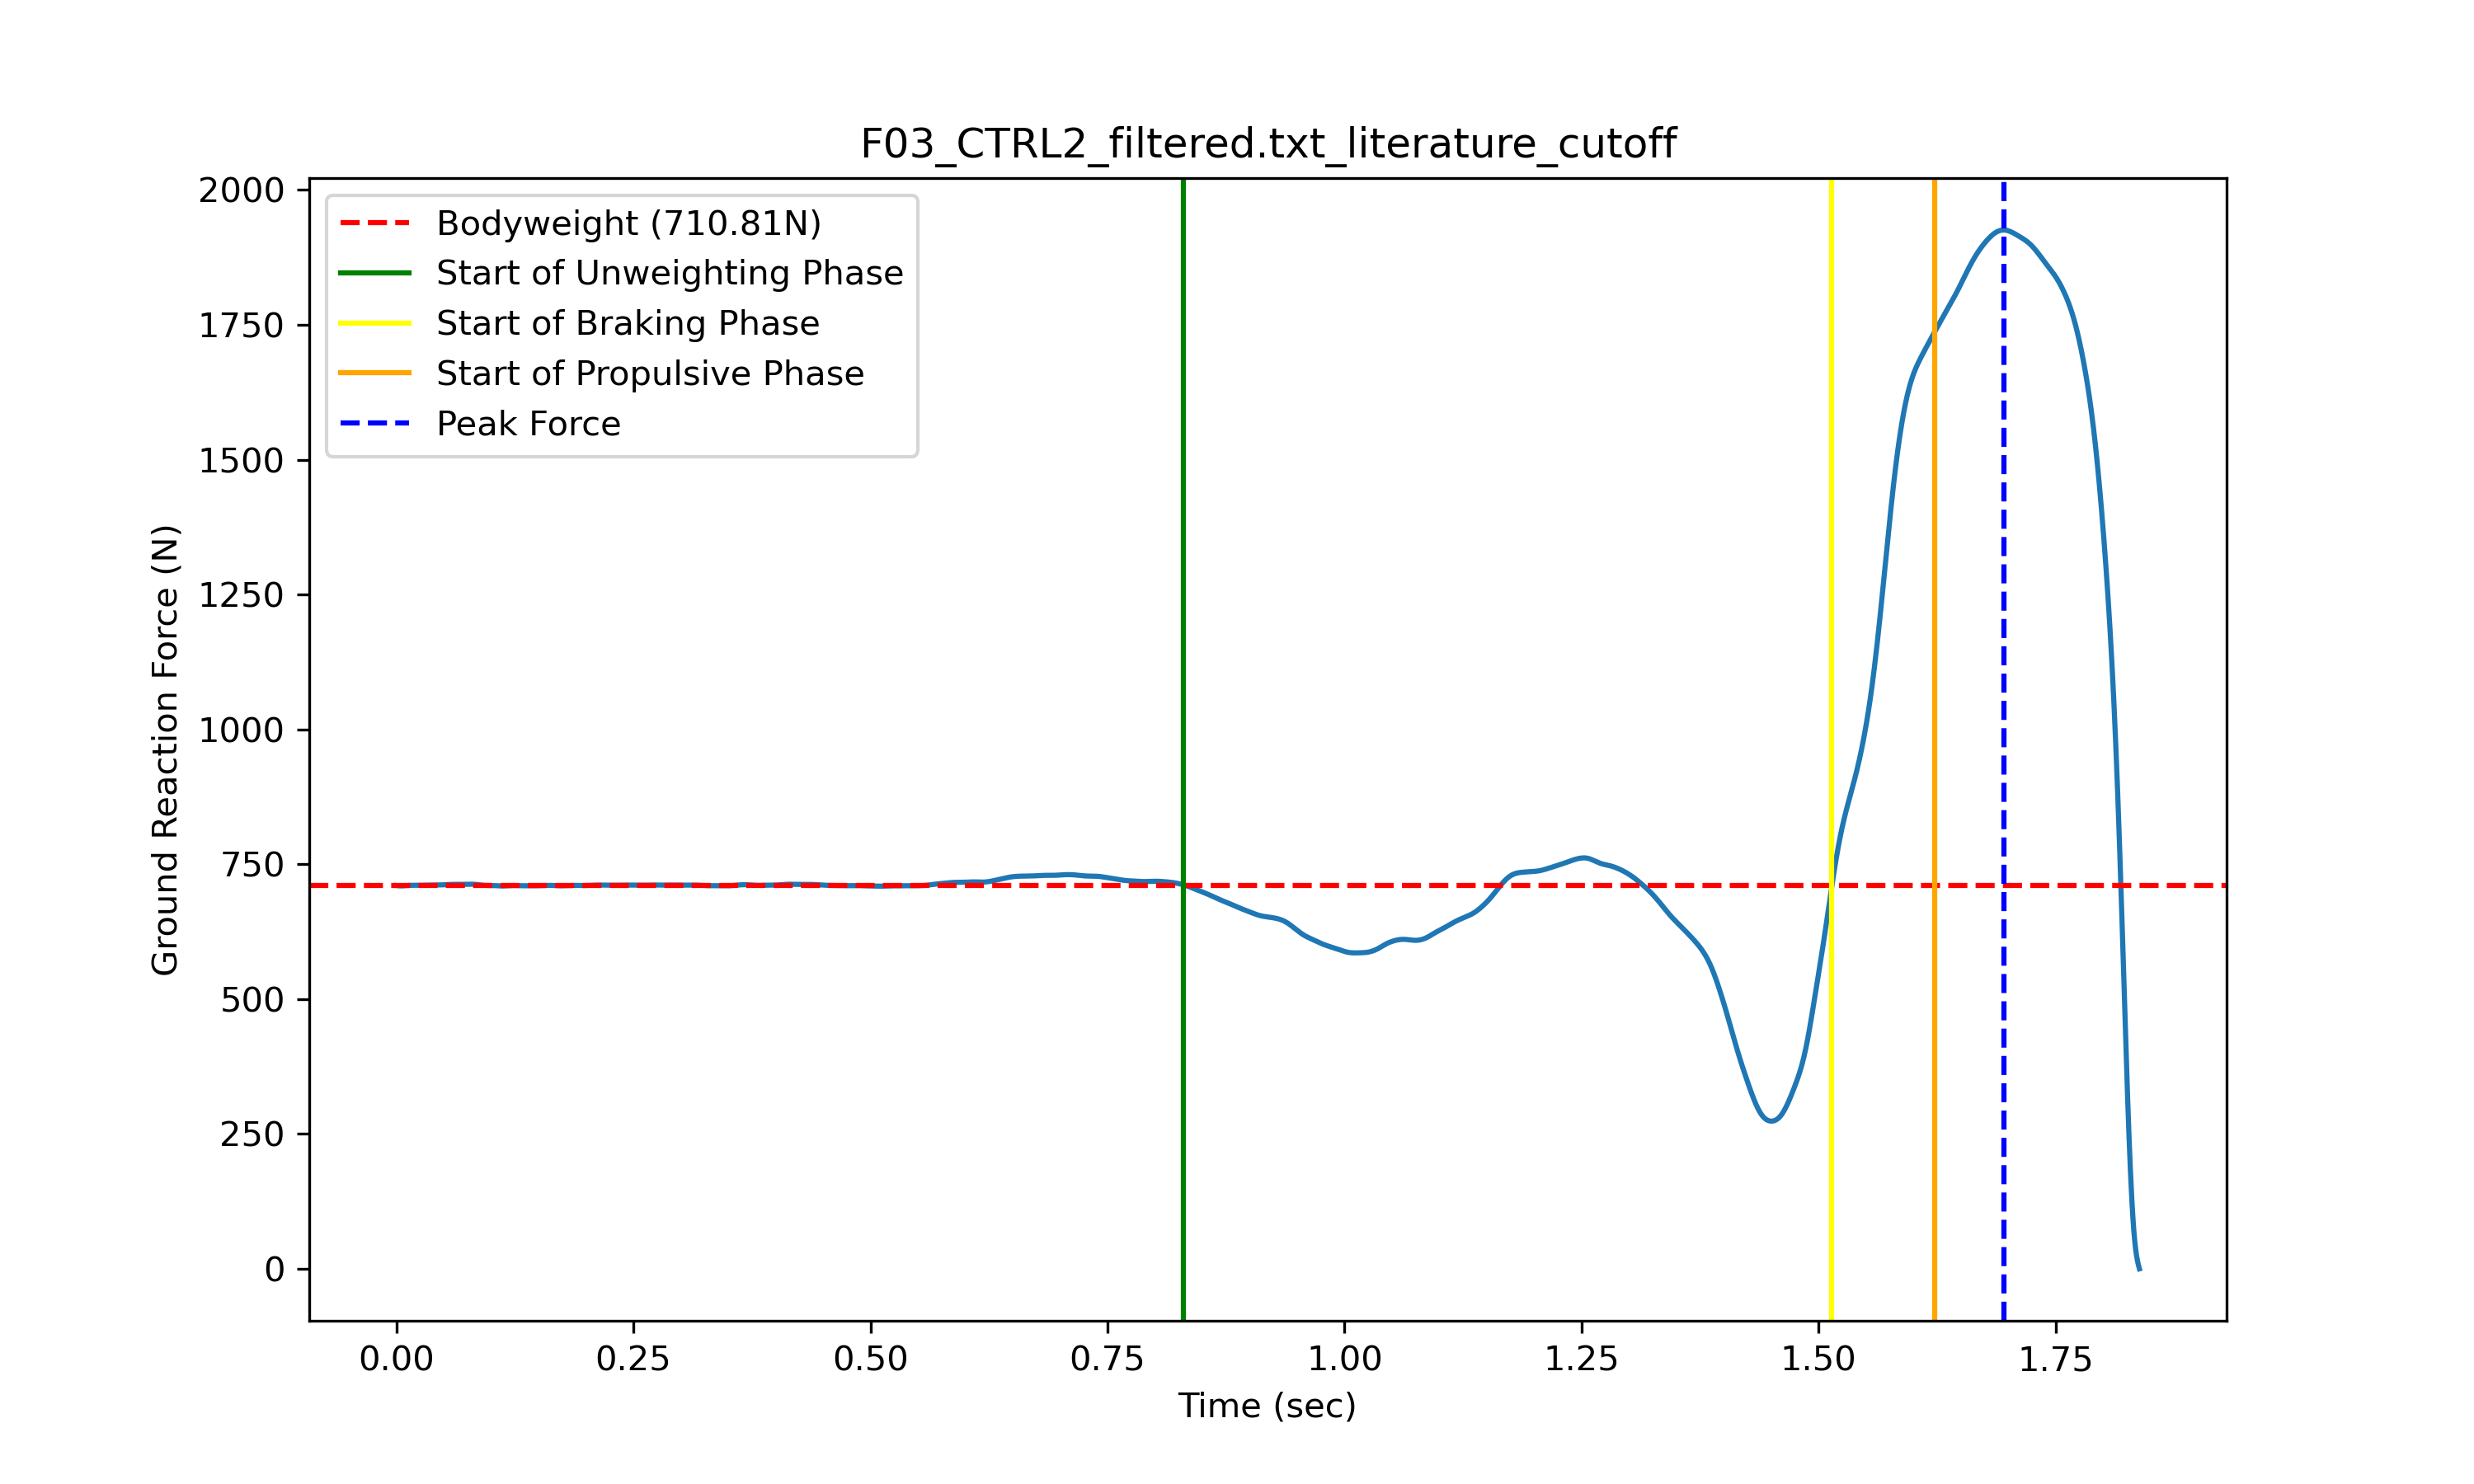 F03_CTRL2_filtered.txt_literature_cutoff
2000
1750
1500
1250
1000
750
500
250
0
Ground Reaction Force (N)
Bodyweight (710.81N)
Start of Unweighting Phase
Start of Braking Phase
Start of Propulsive Phase
Peak Force
0.00 0.25 0.50 0.75 1.00 1.25 1.50 1.75
Time (sec)